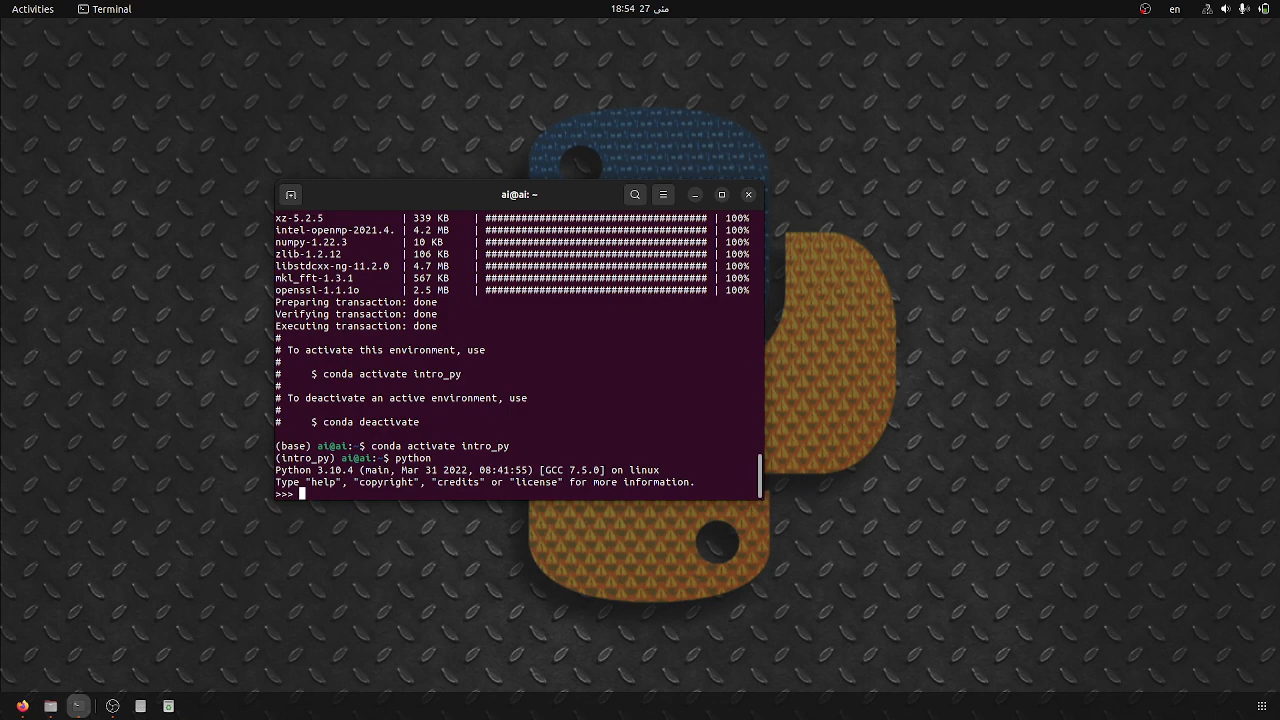 Activities
Terminal
18:54 27 مئی
en
ai@ai: ~
xz-5.2.5 | 339 KB | ##################################### | 100%
intel-openmp-2021.4. | 4.2 MB | ##################################### | 100%
numpy-1.22.3 | 10 KB | ##################################### | 100%
zlib-1.2.12 | 106 KB | ##################################### | 100%
libstdcxx-ng-11.2.0 | 4.7 MB | ##################################### | 100%
mkl_fft-1.3.1 | 567 KB | ##################################### | 100%
openssl-1.1.1o | 2.5 MB | ##################################### | 100%
Preparing transaction: done
Verifying transaction: done
Executing transaction: done
#
# To activate this environment, use
#
#     $ conda activate intro_py
#
# To deactivate an active environment, use
#
#     $ conda deactivate
(base) ai@ai:~$ conda activate intro_py
(intro_py) ai@ai:~$ python
Python 3.10.4 (main, Mar 31 2022, 08:41:55) [GCC 7.5.0] on linux
Type "help", "copyright", "credits" or "license" for more information.
>>>